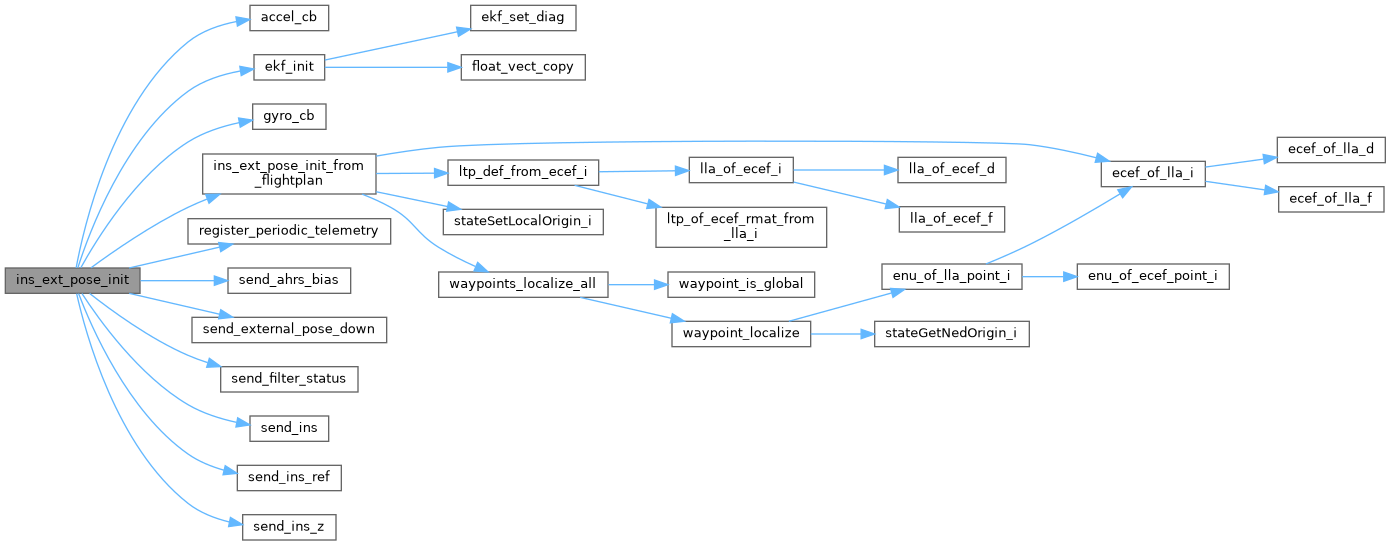 accel_cb
ekf_set_diag
ekf_init
float_vect_copy
gyro_cb
ecef_of_lla_d
ins_ext_pose_init_from
_flightplan
ltp_def_from_ecef_i
lla_of_ecef_i
lla_of_ecef_d
ecef_of_lla_i
ecef_of_lla_f
stateSetLocalOrigin_i
ltp_of_ecef_rmat_from
_lla_i
lla_of_ecef_f
register_periodic_telemetry
ins_ext_pose_init
send_ahrs_bias
waypoints_localize_all
waypoint_is_global
enu_of_lla_point_i
enu_of_ecef_point_i
send_external_pose_down
waypoint_localize
stateGetNedOrigin_i
send_filter_status
send_ins
send_ins_ref
send_ins_z